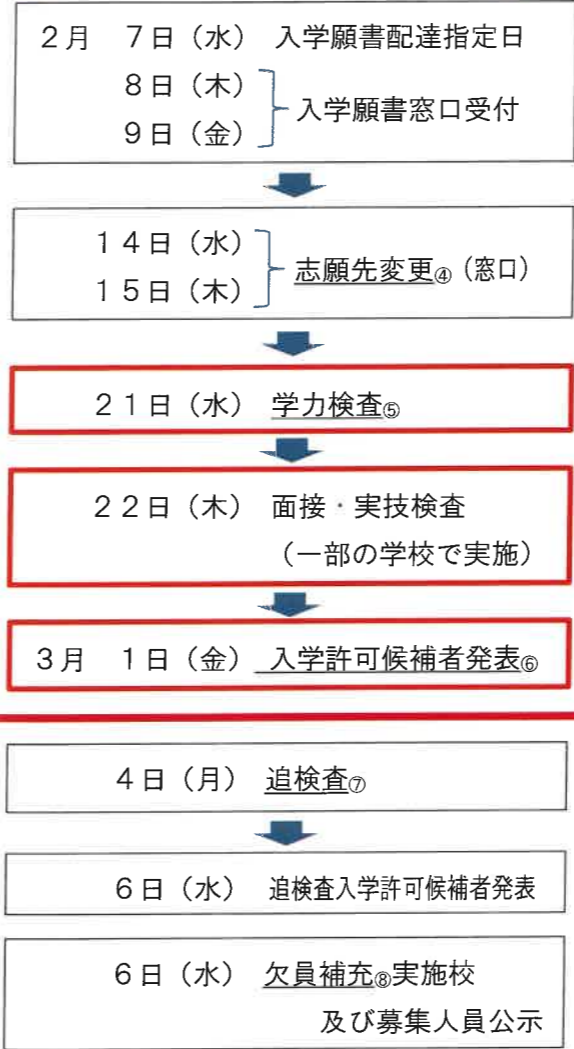 ２月　７日（水）　入学願書配達指定日
８日（木）
入学願書窓口受付
９日（金）
１４日（水）
志願先変更④（窓口）
１５日（木）
２１日（水）　学力検査⑤
２２日（木）　面接・実技検査
（一部の学校で実施）
３月　１日（金）　入学許可候補者発表⑥
４日（月）　追検査⑦
６日（水）　追検査入学許可候補者発表
６日（水）　欠員補充⑧実施校
及び募集人員公示